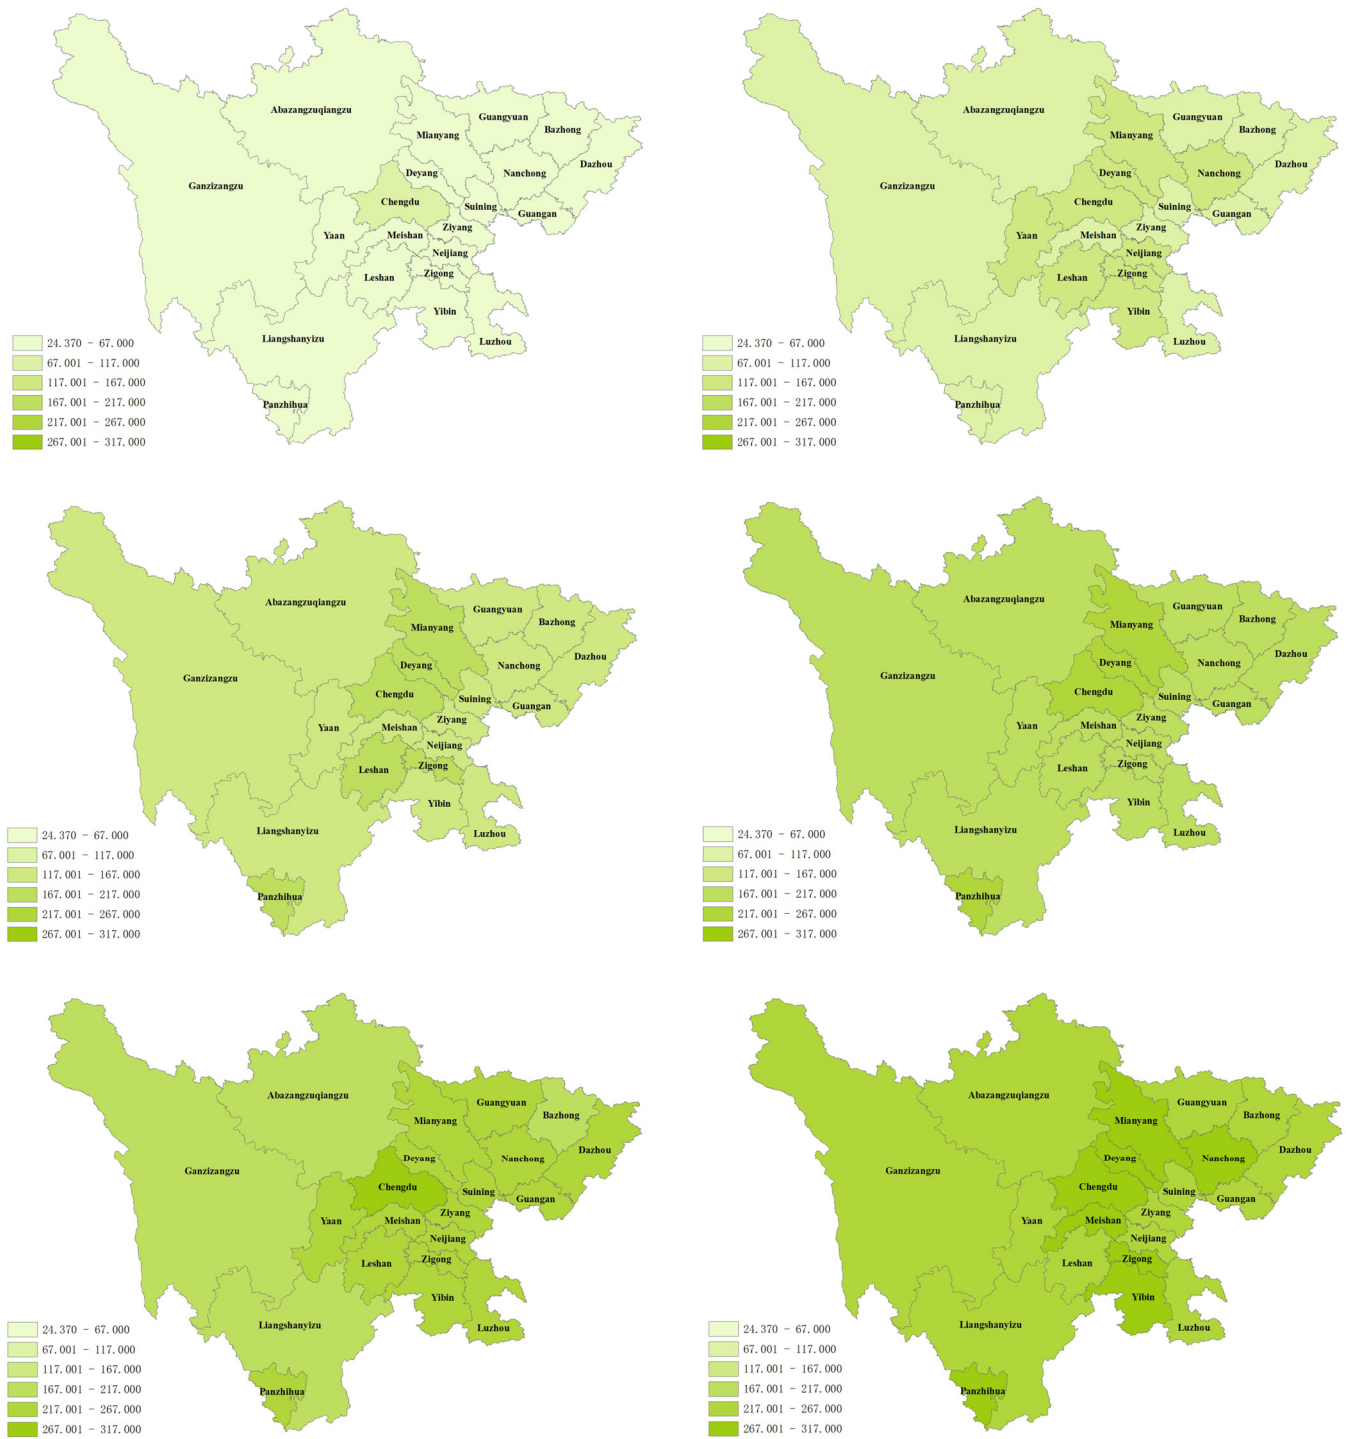 Abazangzuqiangzu
Guangyuan
Bazhong
Mianyang
Dazhou
Deyang
Nanchong
Ganzizangzu
Chengdu
Suining
Guangan
Ziyang
Yaan
Meishan
Neijiang
Zigong
Leshan
Yibin
Liangshanyizu
Luzhou
Panzhihua
24.370 - 67.000
67.001 - 117.000
117.001 - 167.000
167.001 - 217.000
217.001 - 267.000
267.001 - 317.000
Abazangzuqiangzu
Guangyuan
Bazhong
Mianyang
Dazhou
Deyang
Nanchong
Ganzizangzu
Chengdu
Suining
Guangan
Ziyang
Yaan
Meishan
Neijiang
Zigong
Leshan
Yibin
Liangshanyizu
Luzhou
Panzhihua
24.370 - 67.000
67.001 - 117.000
117.001 - 167.000
167.001 - 217.000
217.001 - 267.000
267.001 - 317.000
Abazangzuqiangzu
Guangyuan
Bazhong
Mianyang
Dazhou
Deyang
Nanchong
Ganzizangzu
Chengdu
Suining
Guangan
Ziyang
Yaan
Meishan
Neijiang
Zigong
Leshan
Yibin
Liangshanyizu
Luzhou
Panzhihua
24.370 - 67.000
67.001 - 117.000
117.001 - 167.000
167.001 - 217.000
217.001 - 267.000
267.001 - 317.000
Abazangzuqiangzu
Guangyuan
Bazhong
Mianyang
Dazhou
Deyang
Nanchong
Ganzizangzu
Chengdu
Suining
Guangan
Ziyang
Yaan
Meishan
Neijiang
Zigong
Leshan
Yibin
Liangshanyizu
Luzhou
Panzhihua
24.370 - 67.000
67.001 - 117.000
117.001 - 167.000
167.001 - 217.000
217.001 - 267.000
267.001 - 317.000
Abazangzuqiangzu
Guangyuan
Bazhong
Mianyang
Dazhou
Deyang
Nanchong
Ganzizangzu
Chengdu
Suining
Guangan
Ziyang
Yaan
Meishan
Neijiang
Zigong
Leshan
Yibin
Liangshanyizu
Luzhou
Panzhihua
24.370 - 67.000
67.001 - 117.000
117.001 - 167.000
167.001 - 217.000
217.001 - 267.000
267.001 - 317.000
Abazangzuqiangzu
Guangyuan
Bazhong
Mianyang
Dazhou
Deyang
Nanchong
Ganzizangzu
Chengdu
Suining
Guangan
Ziyang
Yaan
Meishan
Neijiang
Zigong
Leshan
Yibin
Liangshanyizu
Luzhou
Panzhihua
24.370 - 67.000
67.001 - 117.000
117.001 - 167.000
167.001 - 217.000
217.001 - 267.000
267.001 - 317.000